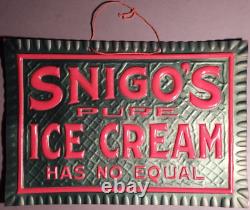 SNIGO'S
PURE
ICE CREAM
HAS NO EQUAL